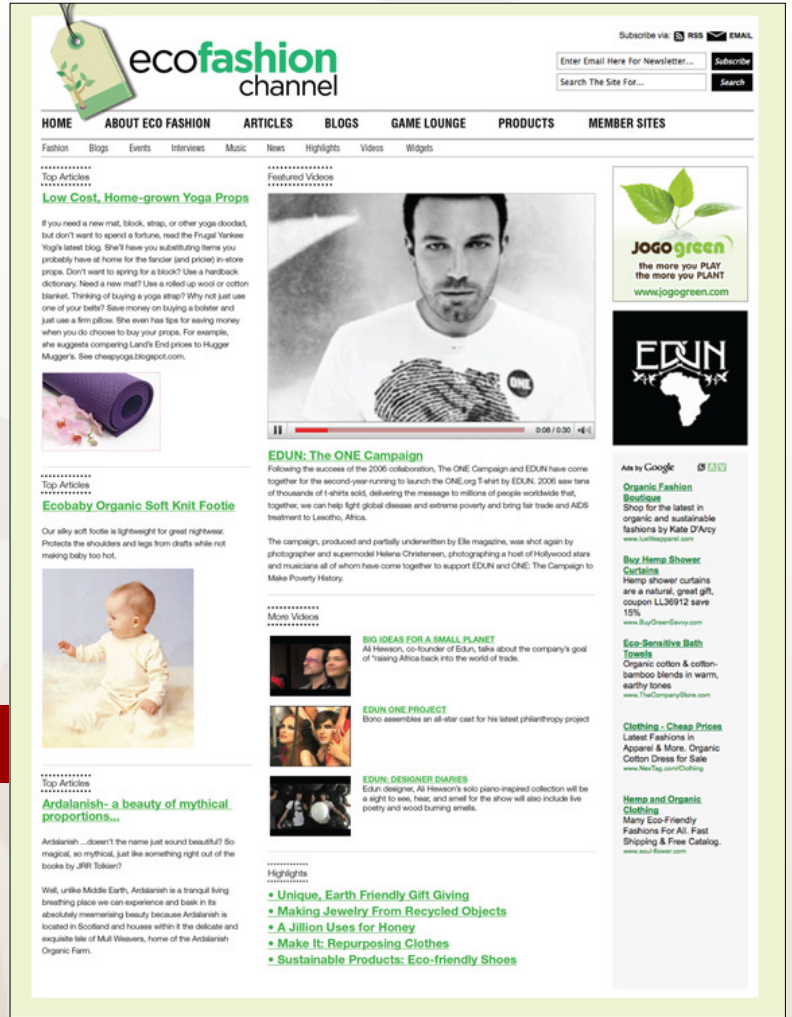 Subscribe via: RSS EMAIL
ecofashion
channel
Enter Email Here For Newsletter... Subscribe
Search The Site For... Search
HOME ABOUT ECO FASHION ARTICLES BLOGS GAME LOUNGE PRODUCTS MEMBER SITES
Fashion Blogs Events Interviews Music News Highlights Videos Widgets
Top Articles
Low Cost, Home-grown Yoga Props
If you need a new mat, block, strap, or other yoga doodad,
but don't want to spend a fortune, read the Frugal Yankee
Yogi's latest blog. She'll have you substituting items you
probably have at home for the fancier (and pricier) in-store
props. Don't want to spring for a block? Use a hardback
dictionary. Need a new mat? Use a rolled up wool or cotton
blanket. Thinking of buying a yoga strap? Why not just use
one of your belts? Save money on buying a bolster and
just use a firm pillow. She even has tips for saving money
when you do choose to buy your props. For example,
she suggests comparing Land's End prices to Hugger
Mugger's. See cheapyoga.blogspot.com.
Top Articles
Ecobaby Organic Soft Knit Footie
Our silky soft footie is lightweight for great nightwear.
Protects the shoulders and legs from drafts while not
making baby too hot.
Top Articles
Ardalanish- a beauty of mythical
proportions...
Ardalanish ...doesn't the name just sound beautiful? So
magical, so mythical, just like something right out of the
books by JRR Tolkien?
Well, unlike Middle Earth, Ardalanish is a tranquil living
breathing place we can experience and bask in its
absolutely mesmerising beauty because Ardalanish is
located in Scotland and houses within it the delicate and
exquisite Isle of Mull Weavers, home of the Ardalanish
Organic Farm.
Featured Videos
ONE
0:08 / 0:30
EDUN: The ONE Campaign
Following the success of the 2006 collaboration, The ONE Campaign and EDUN have come
together for the second-year-running to launch the ONE.org T-shirt by EDUN. 2006 saw tens
of thousands of t-shirts sold, delivering the message to millions of people worldwide that,
together, we can help fight global disease and extreme poverty and bring fair trade and AIDS
treatment to Lesotho, Africa.
The campaign, produced and partially underwritten by Elle magazine, was shot again by
photographer and supermodel Helena Christensen, photographing a host of Hollywood stars
and musicians all of whom have come together to support EDUN and ONE: The Campaign to
Make Poverty History.
More Videos
BIG IDEAS FOR A SMALL PLANET
Ali Hewson, co-founder of Edun, talks about the company's goal
of "raising Africa back into the world of trade.
EDUN ONE PROJECT
Bono assembles an all-star cast for his latest philanthropy project
EDUN: DESIGNER DIARIES
Edun designer, Ali Hewson's solo piano-inspired collection will be
a sight to see, hear, and smell for the show will also include live
poetry and wood burning smells.
Highlights
• Unique, Earth Friendly Gift Giving
• Making Jewelry From Recycled Objects
• A Jillion Uses for Honey
• Make It: Repurposing Clothes
• Sustainable Products: Eco-friendly Shoes
JOGOgreen
the more you PLAY
the more you PLANT
www.jogogreen.com
EDUN
Ads by Google
Organic Fashion
Boutique
Shop for the latest in
organic and sustainable
fashions by Kate D'Arcy
Buy Hemp Shower
Curtains
Hemp shower curtains
are a natural, great gift,
coupon LL36912 save
15%
www.BuyGreenSavvy.com
Eco-Sensitive Bath
Towels
Organic cotton & cotton-
bamboo blends in warm,
earthy tones
www.TheCompanyStore.com
Clothing - Cheap Prices
Latest Fashions in
Apparel & More. Organic
Cotton Dress for Sale
www.NexTag.com/Clothing
Hemp and Organic
Clothing
Many Eco-Friendly
Fashions For All. Fast
Shipping & Free Catalog.
www.soul-flower.com